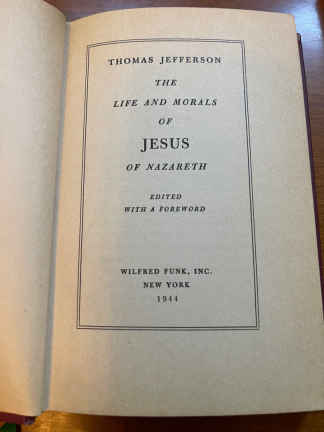 THOMAS JEFFERSON
THE
LIFE AND MORALS
OF
JESUS
OF NAZARETH
EDITED
WITH A FOREWORD
WILFRED FUNK, INC.
NEW YORK
1944